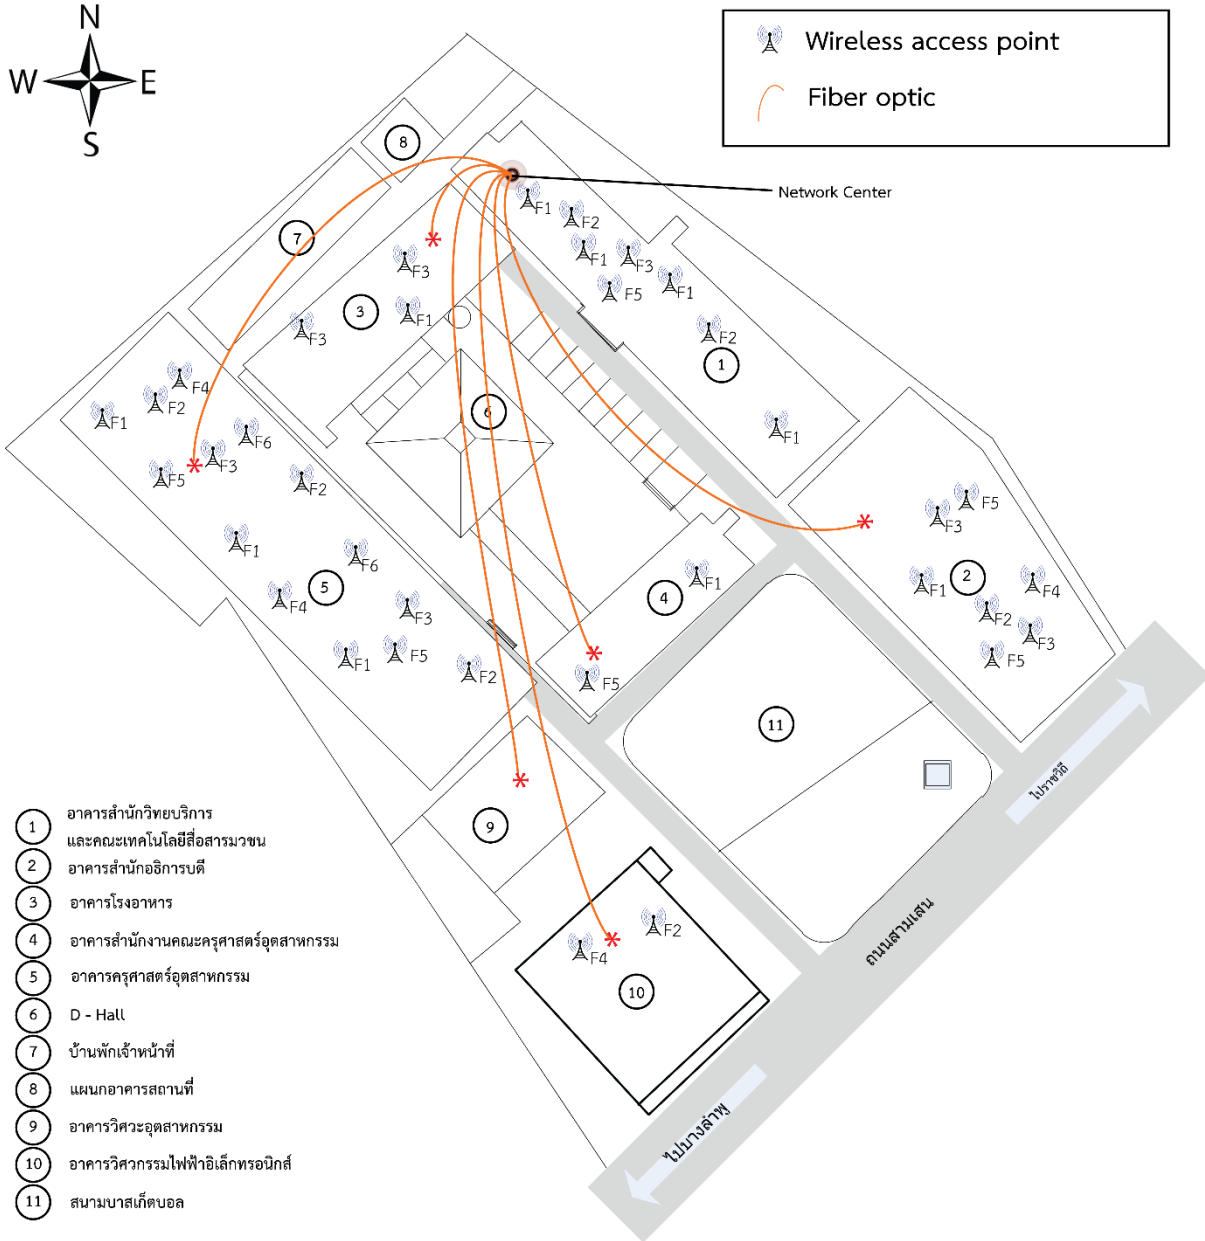 N
W E
S
Wireless access point
Fiber optic
Network Center
8
7
F1
F2
F1
F3
F5
F1
F2
1
F1
F3
3
F1
F3
6
F4
F2
F1
F6
F3
F5
F2
F1
F6
F4
5
F3
F1
F5
F2
F1
4
F5
F5
F3
F1
2
F4
F2
F3
F5
11
9
F2
F4
10
ไปราชวิถี
ถนนสามเสน
ไปบางลำพู
1 อาคารสำนักวิทยบริการ
และคณะเทคโนโลยีสื่อสารมวชน
2 อาคารสำนักอธิการบดี
3 อาคารโรงอาหาร
4 อาคารสำนักงานคณะครุศาสตร์อุตสาหกรรม
5 อาคารครุศาสตร์อุตสาหกรรม
6 D - Hall
7 บ้านพักเจ้าหน้าที่
8 แผนกอาคารสถานที่
9 อาคารวิศวะอุตสาหกรรม
10 อาคารวิศวกรรมไฟฟ้าอิเล็กทรอนิกส์
11 สนามบาสเก็ตบอล